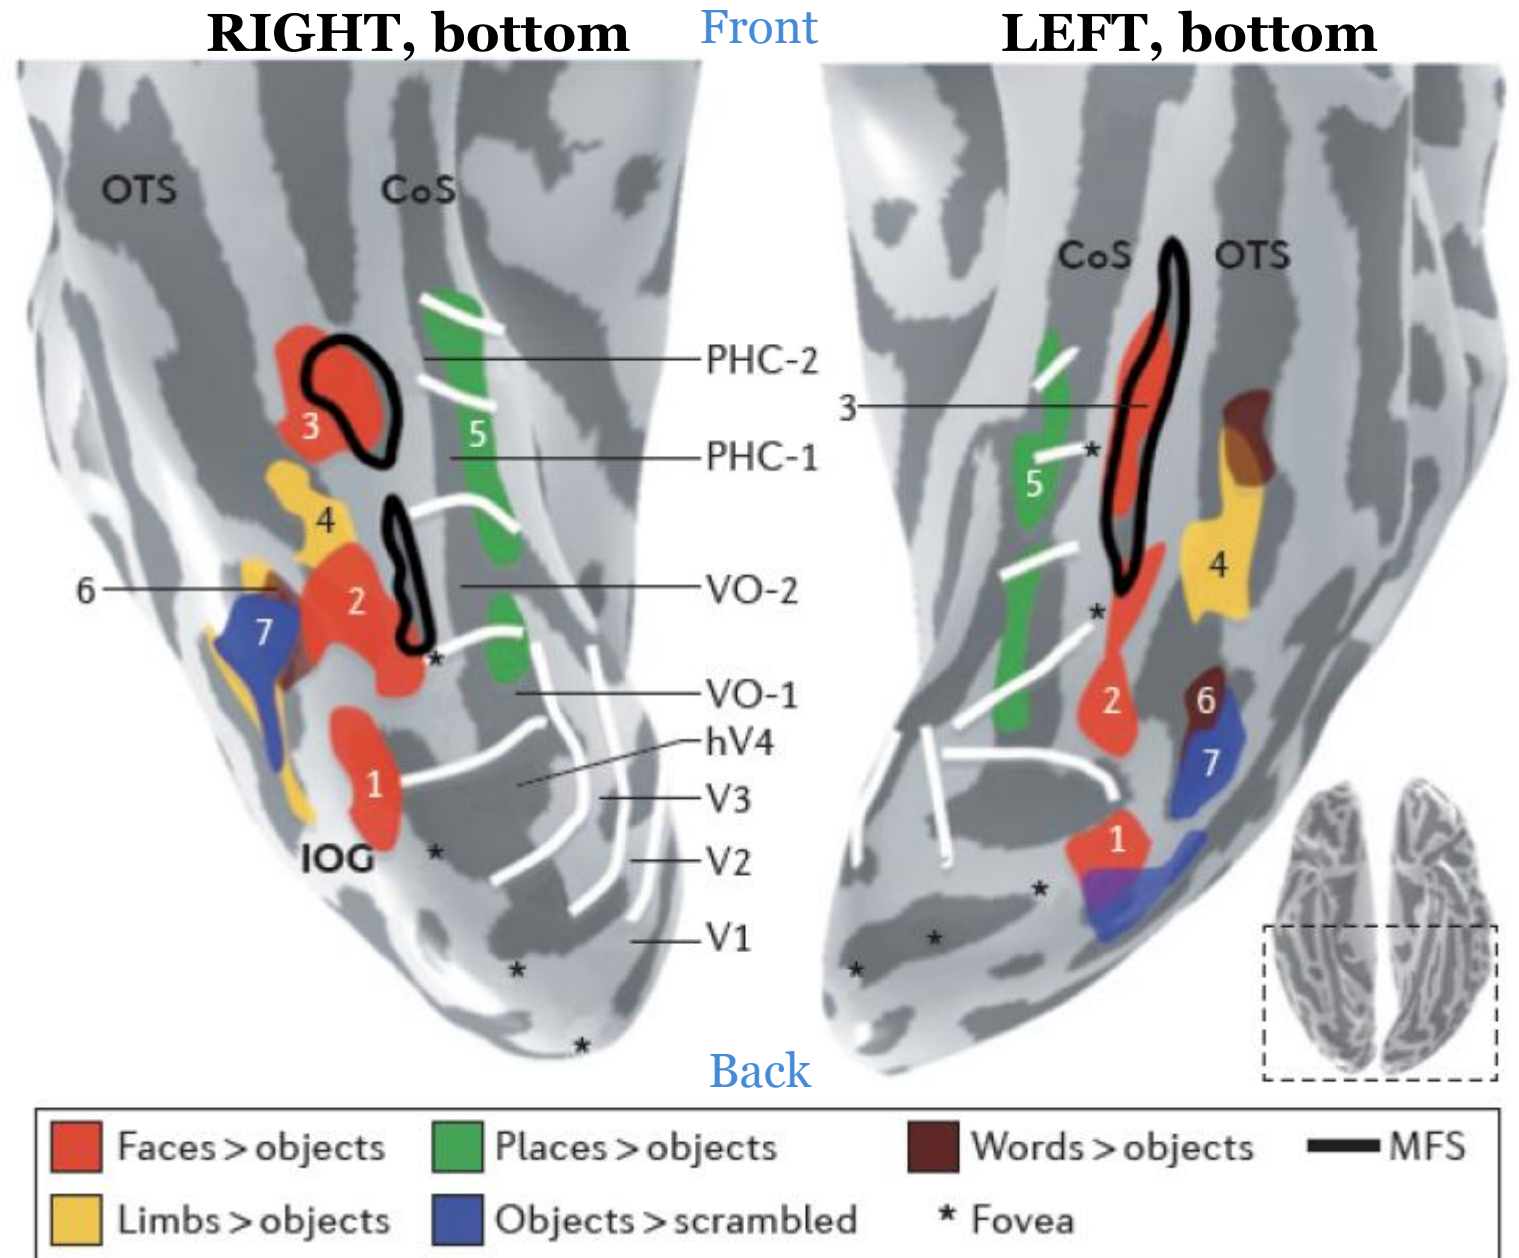 RIGHT, bottom
Front
LEFT, bottom
OTS
CoS
CoS
OTS
PHC-2
3
3
5
PHC-1
*
5
4
4
6
2
VO-2
*
7
*
VO-1
2
6
hV4
7
1
V3
1
IOG
*
V2
*
V1
*
*
*
*
Back
Faces > objects
Places > objects
Words > objects
MFS
Limbs > objects
Objects > scrambled
* Fovea